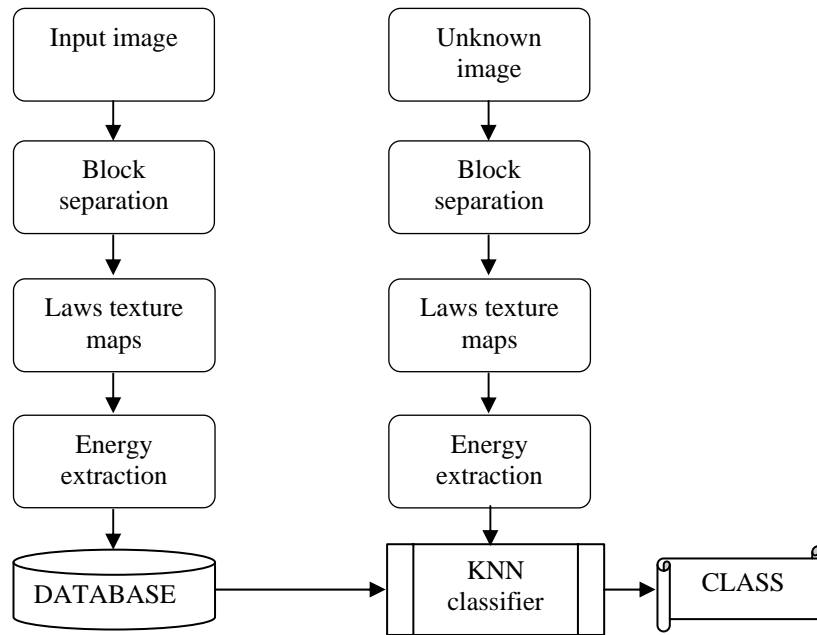 Input image
Block
separation
Laws texture
maps
Energy
extraction
DATABASE
Unknown
image
Block
separation
Laws texture
maps
Energy
extraction
KNN
classifier
CLASS